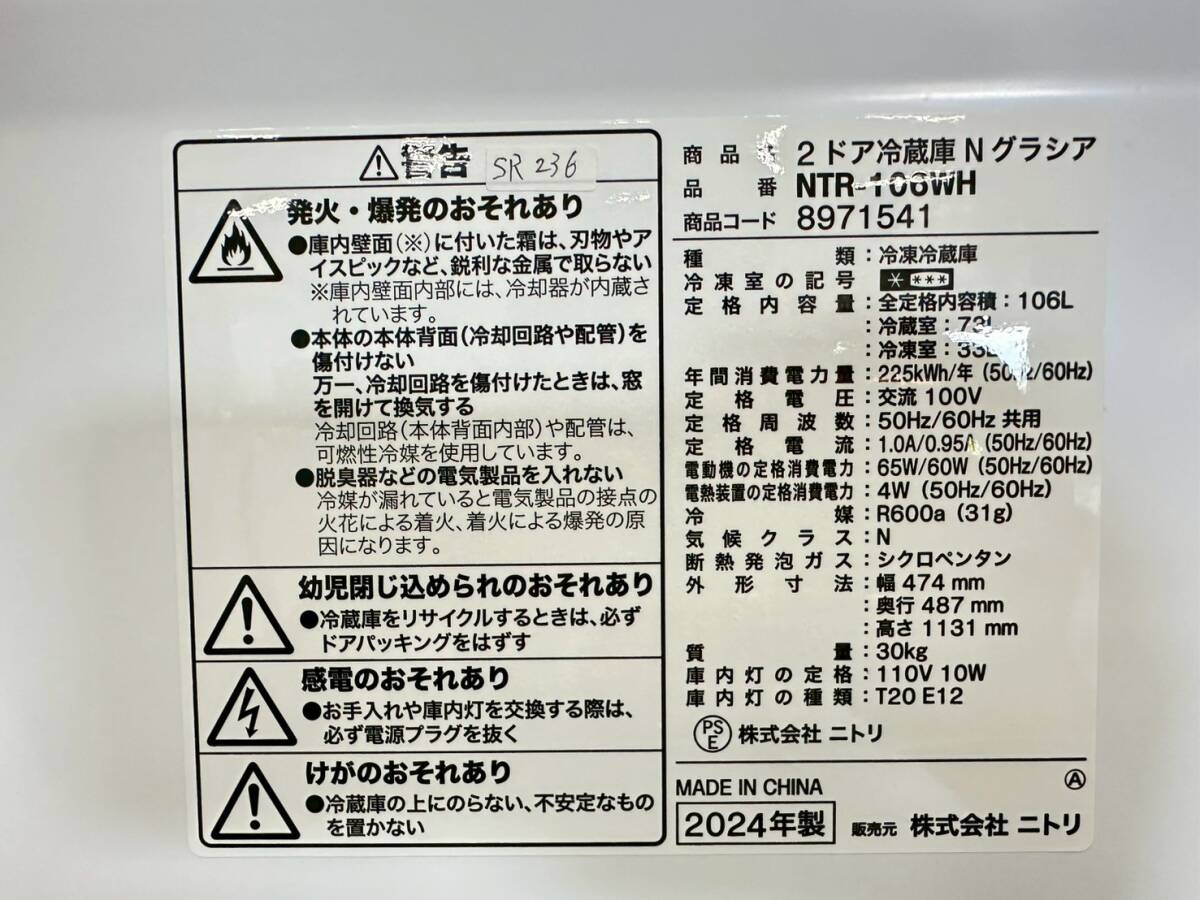 警告
SR 236
発火・爆発のおそれあり
●庫内壁面(※)に付いた霜は、刃物やア
イスピックなど、鋭利な金属で取らない
※庫内壁面内部には、冷却器が内蔵さ
れています。
●本体の本体背面(冷却回路や配管)を
傷付けない
万一、冷却回路を傷付けたときは、窓
を開けて換気する
冷却回路(本体背面内部)や配管は、
可燃性冷媒を使用しています。
●脱臭器などの電気製品を入れない
冷媒が漏れていると電気製品の接点の
火花による着火、着火による爆発の原
因になります。
幼児閉じ込められのおそれあり
●冷蔵庫をリサイクルするときは、必ず
ドアパッキングをはずす
感電のおそれあり
●お手入れや庫内灯を交換する際は、
必ず電源プラグを抜く
けがのおそれあり
●冷蔵庫の上にのらない、不安定なもの
を置かない
商品名 2ドア冷蔵庫 N グラシア
品番 NTR-106WH
商品コード 8971541
種類:冷凍冷蔵庫
冷凍室の記号 * ***
定格内容量:全定格内容積:106L
:冷蔵室:73L
:冷凍室:33L
年間消費電力量:225kWh/年 (50Hz/60Hz)
定格電圧:交流 100V
定格周波数:50Hz/60Hz 共用
定格電流:1.0A/0.95A (50Hz/60Hz)
電動機の定格消費電力:65W/60W (50Hz/60Hz)
電熱装置の定格消費電力:4W (50Hz/60Hz)
冷媒:R600a (31g)
気候クラス:N
断熱発泡ガス:シクロペンタン
外形寸法:幅 474 mm
:奥行 487 mm
:高さ 1131 mm
質量:30kg
庫内灯の定格:110V 10W
庫内灯の種類:T20 E12
PSE 株式会社 ニトリ
MADE IN CHINA Ⓐ
2024年製 販売元 株式会社 ニトリ